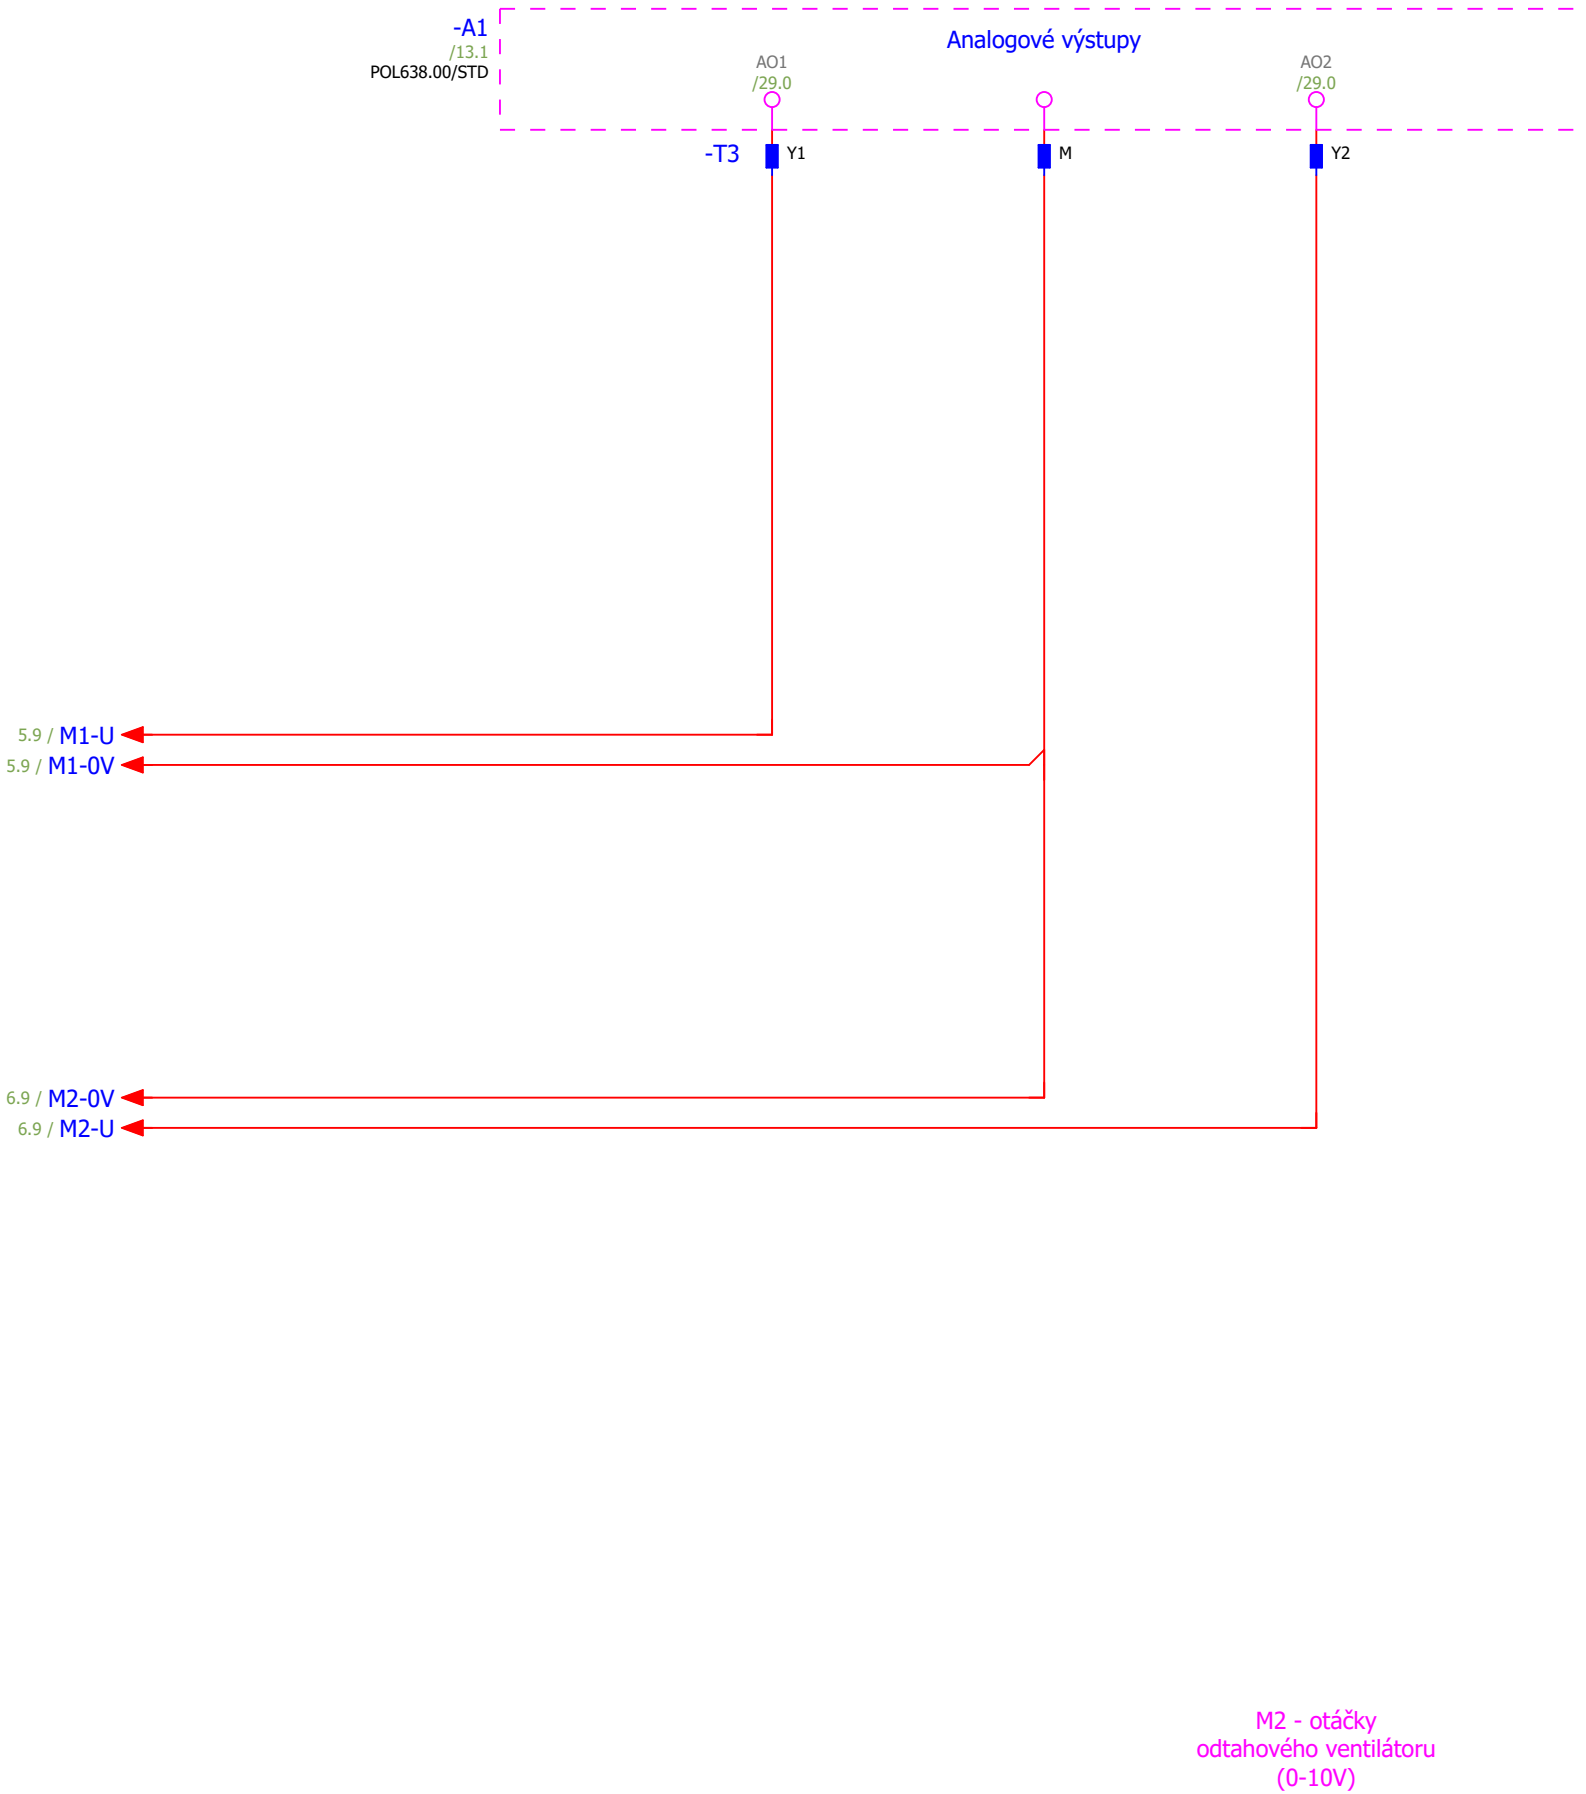 -A1
/13.1
POL638.00/STD
Analogové výstupy
AO1
/29.0
AO2
/29.0
-T3
Y1
M
Y2
5.9 / M1-U
5.9 / M1-0V
6.9 / M2-0V
6.9 / M2-U
M2 - otáčky
odtahového ventilátoru
(0-10V)